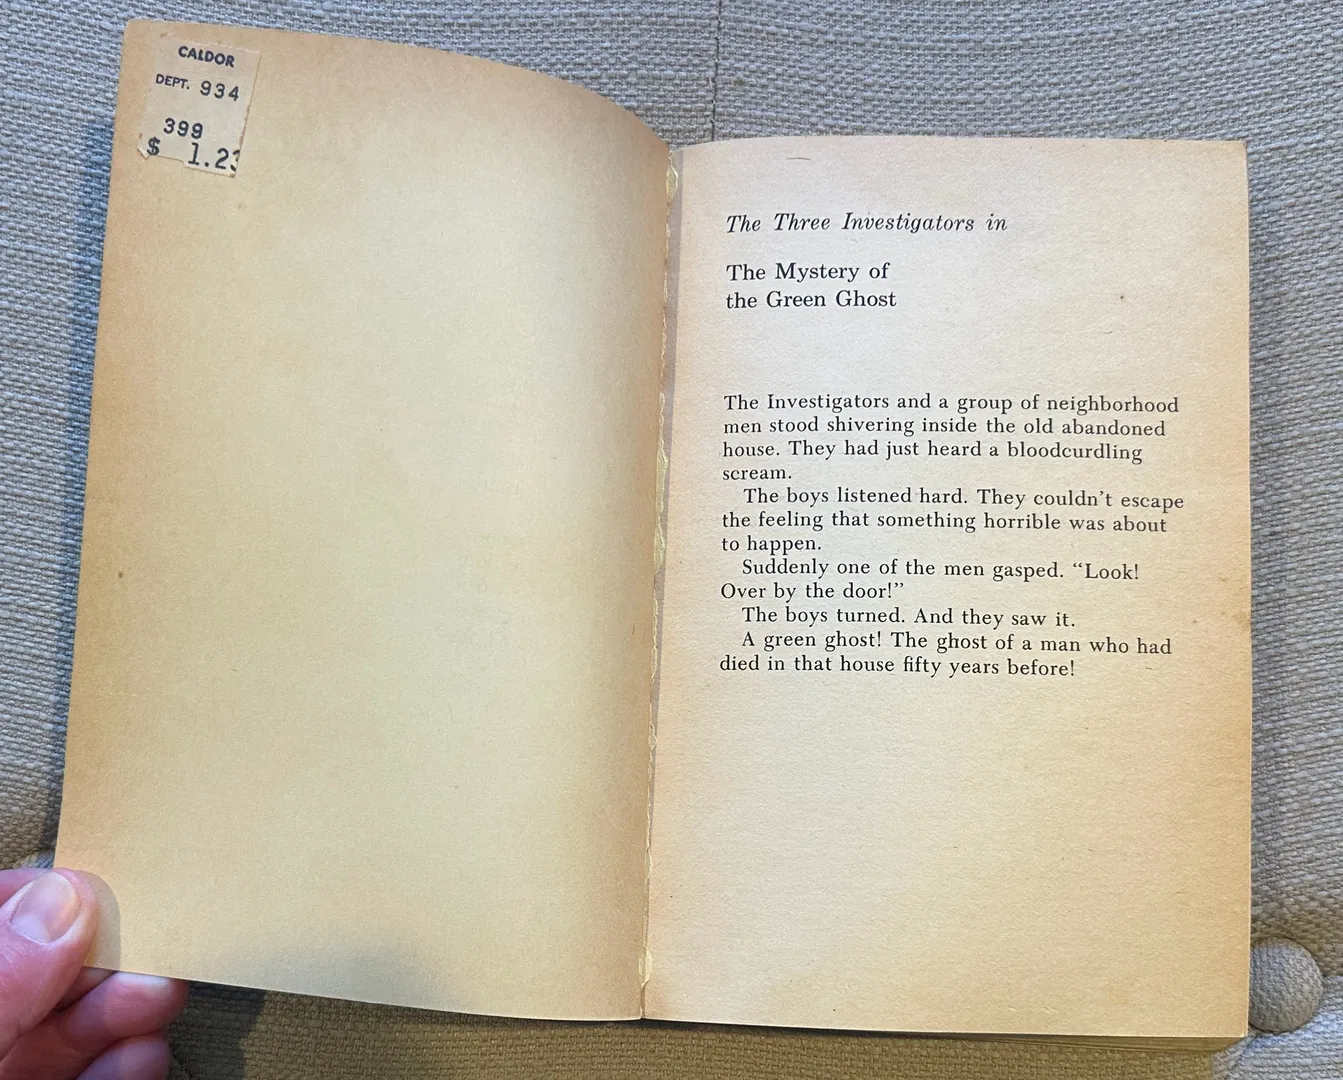 CALDOR
DEPT. 934
399
$ 1.23
The Three Investigators in
The Mystery of
the Green Ghost
The Investigators and a group of neighborhood
men stood shivering inside the old abandoned
house. They had just heard a bloodcurdling
scream.
The boys listened hard. They couldn’t escape
the feeling that something horrible was about
to happen.
Suddenly one of the men gasped. “Look!
Over by the door!”
The boys turned. And they saw it.
A green ghost! The ghost of a man who had
died in that house fifty years before!